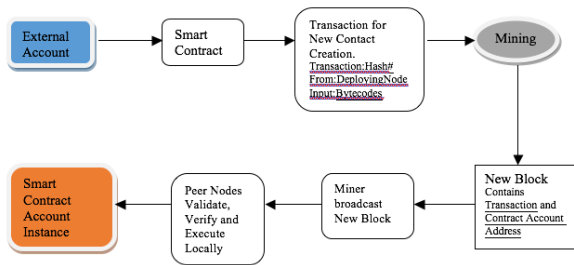 External
Account
Smart
Contract
Transaction for
New Contact
Creation.
Transaction:Hash#
From:DeployingNode
Input:Bytecodes
Mining
Smart
Contract
Account
Instance
Peer Nodes
Validate,
Verify and
Execute
Locally
Miner
broadcast
New Block
New Block
Contains
Transaction and
Contract Account
Address